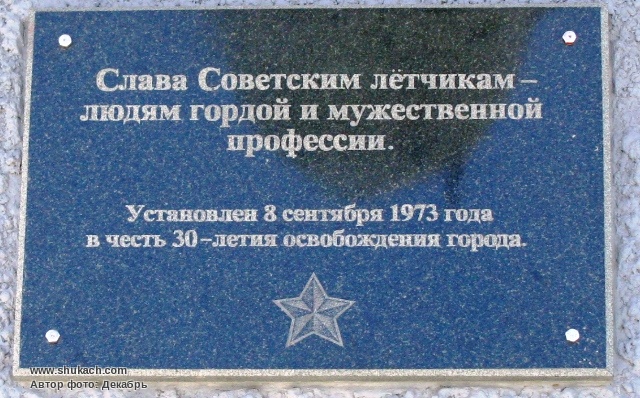 Слава Советским лётчикам –
людям гордой и мужественной
профессии.
Установлен 8 сентября 1973 года
в честь 30 – летия освобождения города.
www.shukach.com
Автор фото: Декабрь